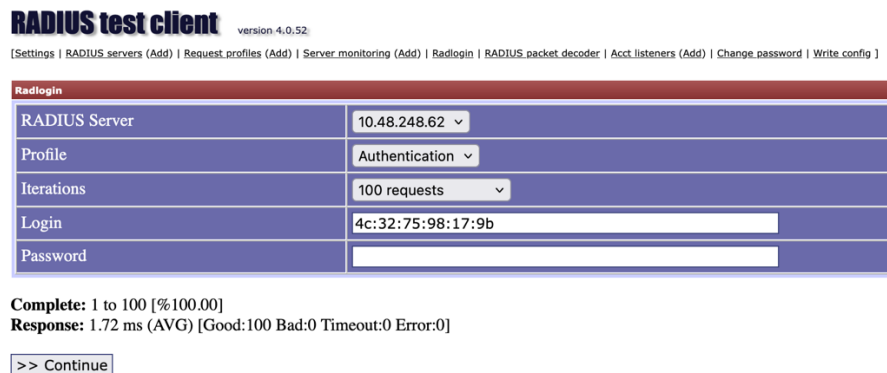 RADIUS test client version 4.0.52
[Settings | RADIUS servers (Add) | Request profiles (Add) | Server monitoring (Add) | Radlogin | RADIUS packet decoder | Acct listeners (Add) | Change password | Write config ]
Radlogin
RADIUS Server 10.48.248.62
Profile Authentication
Iterations 100 requests
Login 4c:32:75:98:17:9b
Password
Complete: 1 to 100 [%100.00]
Response: 1.72 ms (AVG) [Good:100 Bad:0 Timeout:0 Error:0]
>> Continue